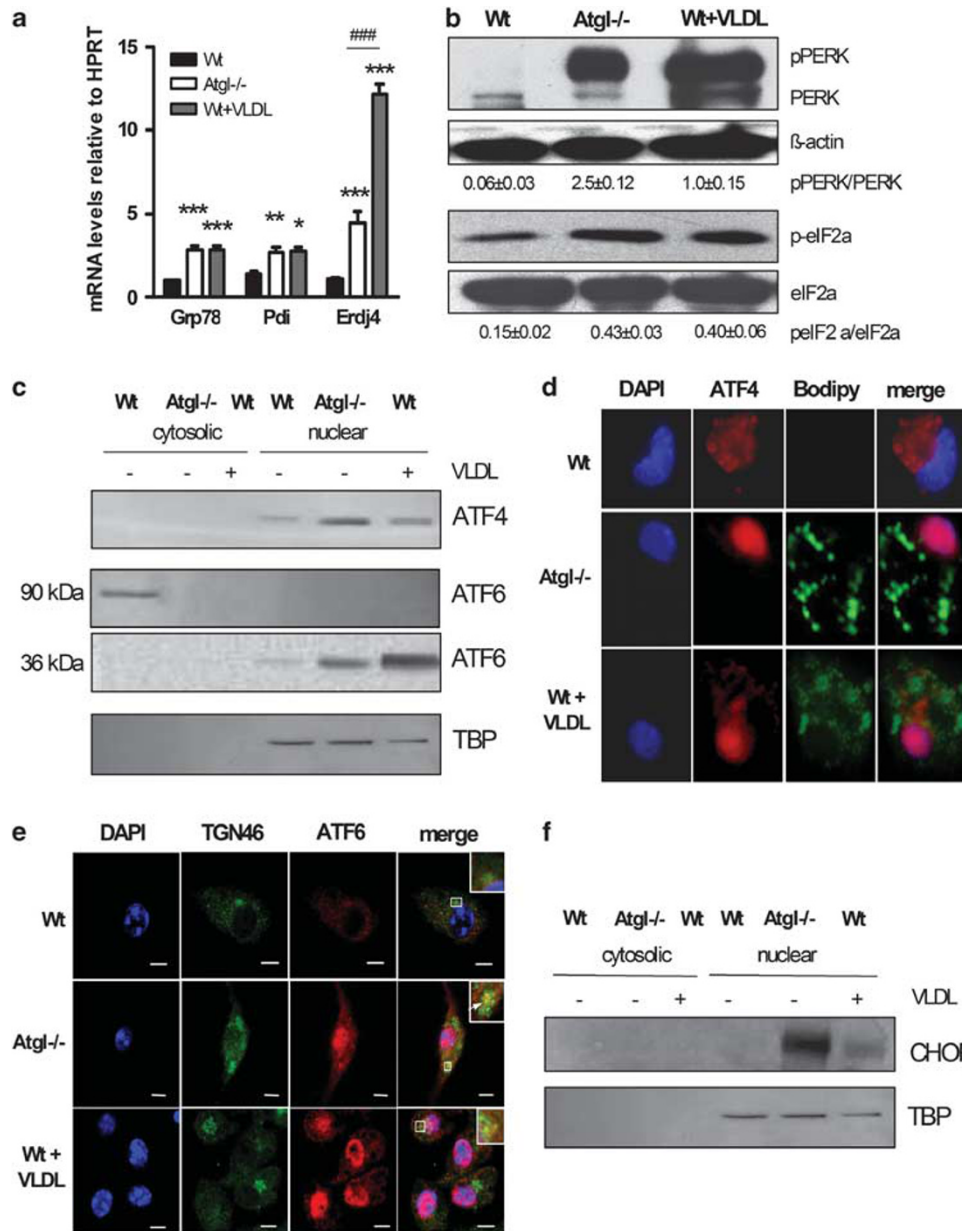 a
mRNA levels relative to HPRT
15
10
5
0
Wt
Atgl-/-
Wt+VLDL
###
***
***
***
**
*
***
Grp78 Pdi Erdj4
b
Wt Atgl-/- Wt+VLDL
pPERK
PERK
ß-actin
0.06±0.03 2.5±0.12 1.0±0.15 pPERK/PERK
p-eIF2a
eIF2a
0.15±0.02 0.43±0.03 0.40±0.06 peIF2 a/eIF2a
c
Wt Atgl-/- Wt Wt Atgl-/- Wt
cytosolic nuclear
- - + - - + VLDL
ATF4
90 kDa ATF6
36 kDa ATF6
TBP
d
DAPI ATF4 Bodipy merge
Wt
Atgl-/-
Wt +
VLDL
e
DAPI TGN46 ATF6 merge
Wt
Atgl-/-
Wt +
VLDL
f
Wt Atgl-/- Wt Wt Atgl-/- Wt
cytosolic nuclear
- - + - - + VLDL
CHOP
TBP